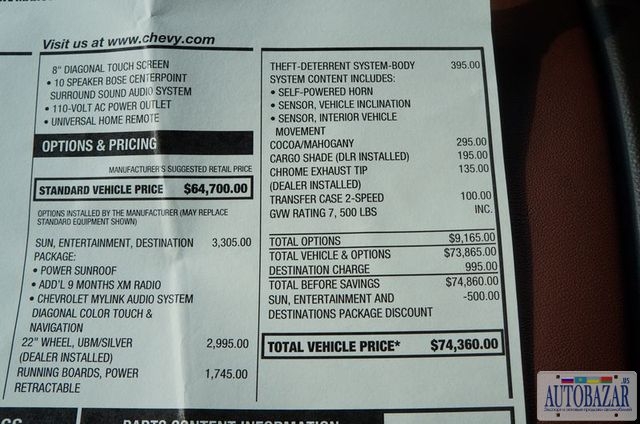 Visit us at www.chevy.com
8" DIAGONAL TOUCH SCREEN
• 10 SPEAKER BOSE CENTERPOINT
SURROUND SOUND AUDIO SYSTEM
• 110-VOLT AC POWER OUTLET
• UNIVERSAL HOME REMOTE
OPTIONS & PRICING
MANUFACTURER'S SUGGESTED RETAIL PRICE
STANDARD VEHICLE PRICE $64,700.00
OPTIONS INSTALLED BY THE MANUFACTURER (MAY REPLACE
STANDARD EQUIPMENT SHOWN)
SUN, ENTERTAINMENT, DESTINATION 3,305.00
PACKAGE:
• POWER SUNROOF
• ADD'L 9 MONTHS XM RADIO
• CHEVROLET MYLINK AUDIO SYSTEM
DIAGONAL COLOR TOUCH &
NAVIGATION
22" WHEEL, UBM/SILVER 2,995.00
(DEALER INSTALLED)
RUNNING BOARDS, POWER 1,745.00
RETRACTABLE
THEFT-DETERRENT SYSTEM-BODY 395.00
SYSTEM CONTENT INCLUDES:
• SELF-POWERED HORN
• SENSOR, VEHICLE INCLINATION
• SENSOR, INTERIOR VEHICLE
MOVEMENT
COCOA/MAHOGANY 295.00
CARGO SHADE (DLR INSTALLED) 195.00
CHROME EXHAUST TIP 135.00
(DEALER INSTALLED)
TRANSFER CASE 2-SPEED 100.00
GVW RATING 7, 500 LBS INC.
TOTAL OPTIONS $9,165.00
TOTAL VEHICLE & OPTIONS $73,865.00
DESTINATION CHARGE 995.00
TOTAL BEFORE SAVINGS $74,860.00
SUN, ENTERTAINMENT AND -500.00
DESTINATIONS PACKAGE DISCOUNT
TOTAL VEHICLE PRICE* $74,360.00
PARTS CONTENT INFORMATION
AUTOBAZAR.US